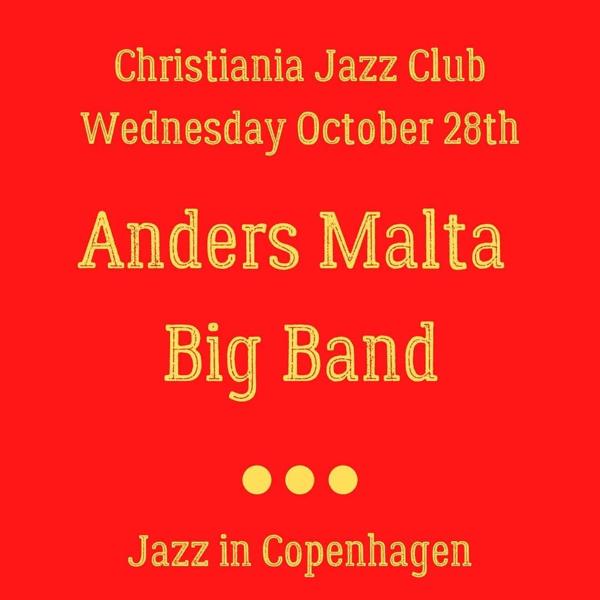 Christiania Jazz Club
Wednesday October 28th
Anders Malta
Big Band
Jazz in Copenhagen